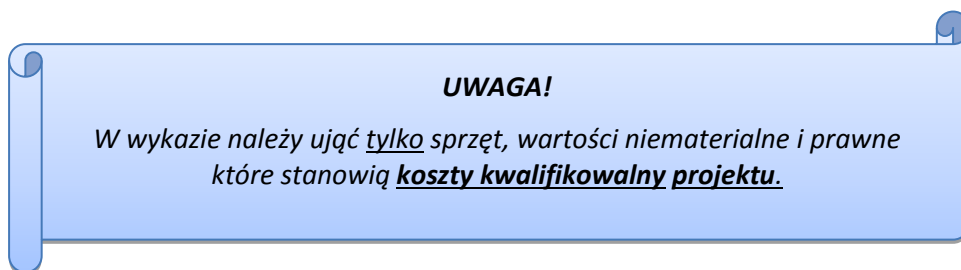 UWAGA!
W wykazie należy ująć tylko sprzęt, wartości niematerialne i prawne
które stanowią koszty kwalifikowalny projektu.